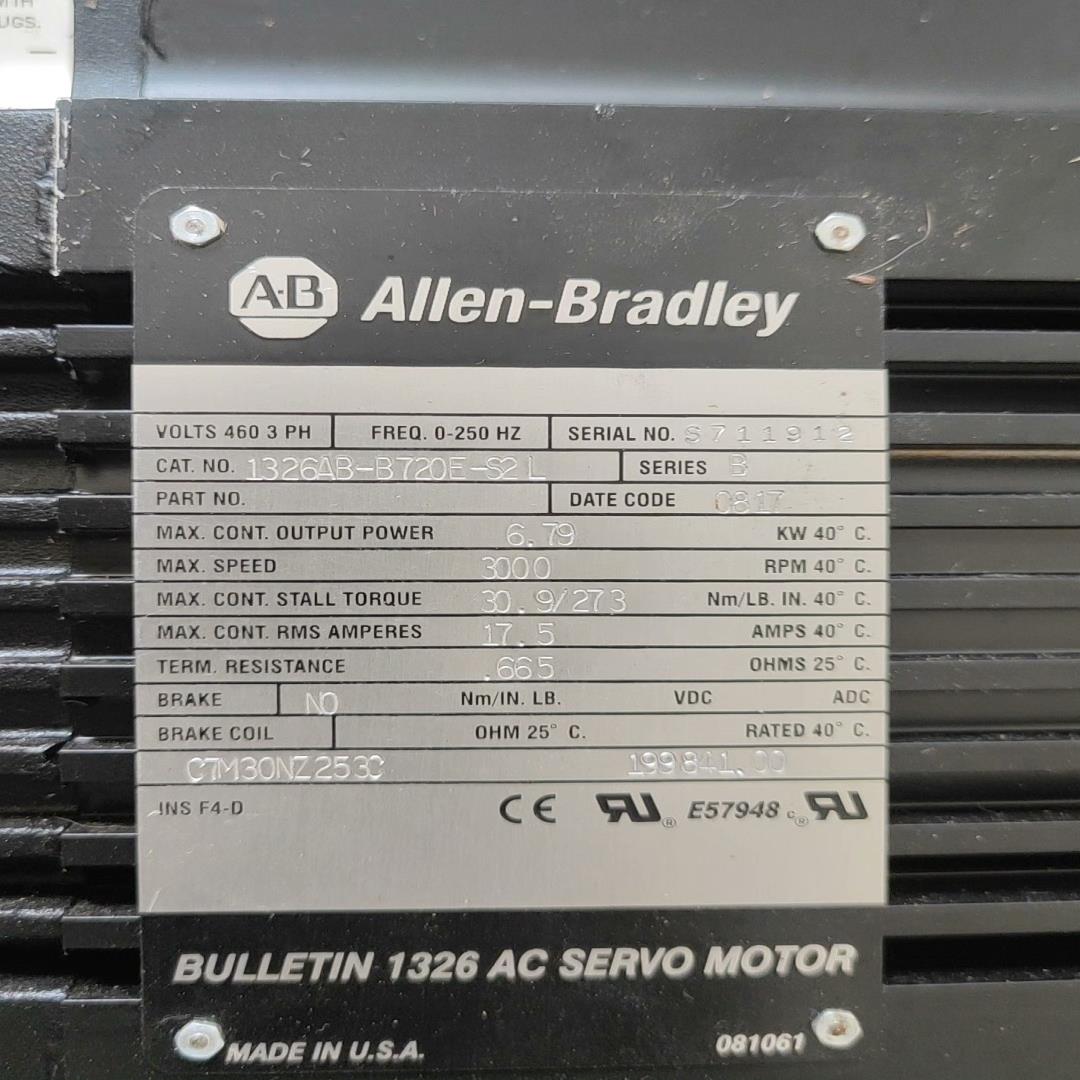 UGS.
A-B Allen-Bradley
VOLTS 460 3 PH FREQ. 0-250 HZ SERIAL NO. S711912
CAT. NO. 1326AB-B720E-S2L SERIES B
PART NO. DATE CODE 0817
MAX. CONT. OUTPUT POWER 6.79 KW 40° C.
MAX. SPEED 3000 RPM 40° C.
MAX. CONT. STALL TORQUE 30.9/273 Nm/LB. IN. 40° C.
MAX. CONT. RMS AMPERES 17.5 AMPS 40° C.
TERM. RESISTANCE .665 OHMS 25° C.
BRAKE NO Nm/IN. LB. VDC ADC
BRAKE COIL OHM 25° C. RATED 40° C.
C7M30NZ253C 199841.00
INS F4-D CE RU® E57948 c®RU
BULLETIN 1326 AC SERVO MOTOR
MADE IN U.S.A. 081061